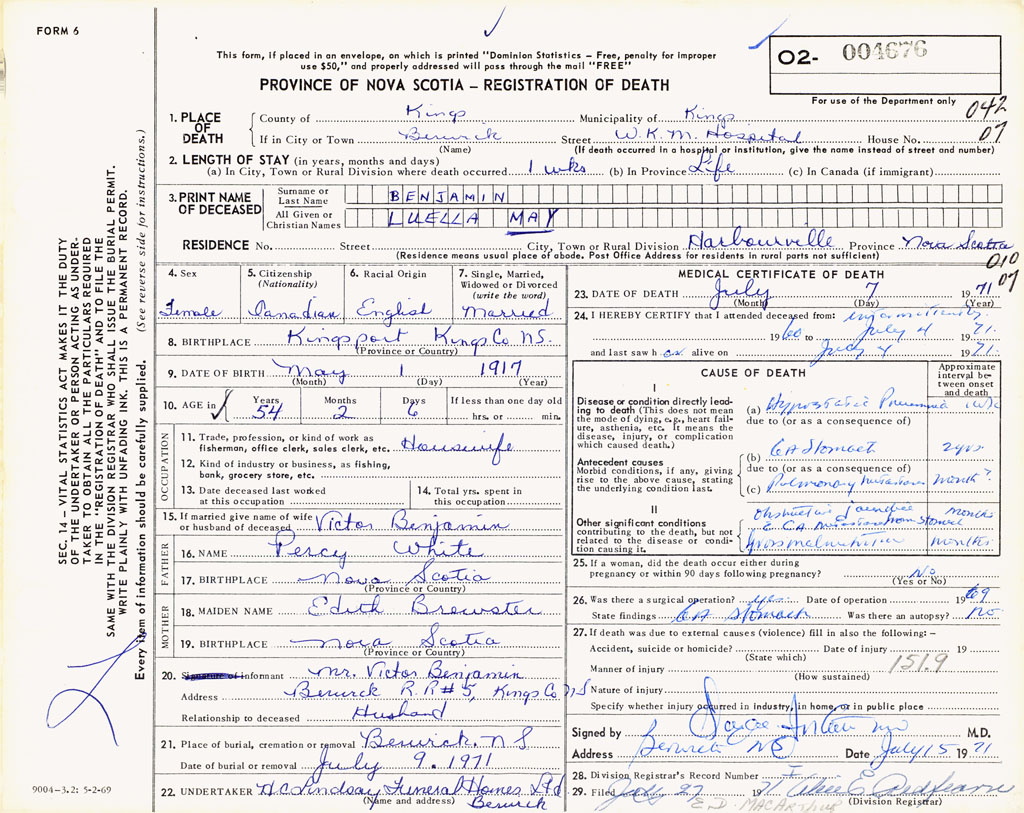 FORM 6
This form, if placed in an envelope, on which is printed "Dominion Statistics – Free, penalty for improper
use $50," and properly addressed will pass through the mail "FREE"
PROVINCE OF NOVA SCOTIA – REGISTRATION OF DEATH
02- 004676
For use of the Department only
042
07
1. PLACE OF DEATH
County of Kings Municipality of Kings
If in City or Town Berwick Street W.K.M. Hospital House No.
(Name) (If death occurred in a hospital or institution, give the name instead of street and number)
2. LENGTH OF STAY (in years, months and days)
(a) In City, Town or Rural Division where death occurred 1 wks (b) In Province Life (c) In Canada (if immigrant)
3. PRINT NAME OF DECEASED
Surname or Last Name BENJAMIN
All Given or Christian Names LUELLA MAY
RESIDENCE No. Street City, Town or Rural Division Harbourville Province Nova Scotia
(Residence means usual place of abode. Post Office Address for residents in rural parts not sufficient)
010
07
4. Sex Female
5. Citizenship (Nationality) Canadian
6. Racial Origin English
7. Single, Married, Widowed or Divorced (write the word) Married
8. BIRTHPLACE Kingsport Kings Co N.S.
(Province or Country)
9. DATE OF BIRTH May 1 1917
(Month) (Day) (Year)
10. AGE in Years 54 Months 2 Days 6 If less than one day old hrs. or min.
OCCUPATION
11. Trade, profession, or kind of work as
fisherman, office clerk, sales clerk, etc. Housewife
12. Kind of industry or business, as fishing,
bank, grocery store, etc.
13. Date deceased last worked
at this occupation
14. Total yrs. spent in
this occupation
15. If married give name of wife
or husband of deceased Victor Benjamin
FATHER
16. NAME Percy White
17. BIRTHPLACE Nova Scotia
(Province or Country)
MOTHER
18. MAIDEN NAME Edith Brewster
19. BIRTHPLACE Nova Scotia
(Province or Country)
20. Signature of informant Mr. Victor Benjamin
Address Berwick R.R#5, Kings Co NS
Relationship to deceased Husband
21. Place of burial, cremation or removal Berwick, N S
Date of burial or removal July 9, 1971
22. UNDERTAKER H.C. Lindsay Funeral Homes Ltd
(Name and address) Berwick
MEDICAL CERTIFICATE OF DEATH
23. DATE OF DEATH July 7 1971
(Month) (Day) (Year)
24. I HEREBY CERTIFY that I attended deceased from: intermittently
19 to July 4 1971.
and last saw h er alive on July 4 1971.
CAUSE OF DEATH
Approximate interval between onset and death
I
Disease or condition directly leading to death (This does not mean the mode of dying, e.g., heart failure, asthenia, etc. It means the disease, injury, or complication which caused death.)
(a) Hypostatic Pneumonia
due to (or as a consequence of)
(b) CA Stomach 2 yrs
Antecedent causes
Morbid conditions, if any, giving rise to the above cause, stating the underlying condition last.
due to (or as a consequence of)
(c) Pulmonary metastases month?
II
Other significant conditions contributing to the death, but not related to the disease or condition causing it.
Obstructive jaundice months
CA from stomach
Gross malnutrition months
25. If a woman, did the death occur either during
pregnancy or within 90 days following pregnancy? No
(Yes or No)
26. Was there a surgical operation? yes Date of operation 1969
State findings CA Stomach Was there an autopsy? No
27. If death was due to external causes (violence) fill in also the following: –
Accident, suicide or homicide? Date of injury 19
(State which)
151.9
Manner of injury
(How sustained)
Nature of injury
Specify whether injury occurred in industry, in home, or in public place
Signed by M.D.
Address Berwick NS Date July 15 1971
28. Division Registrar's Record Number
29. Filed July 27 1971
(Division Registrar)
E.D. MACARTHUR
SEC. 14 – VITAL STATISTICS ACT MAKES IT THE DUTY
OF THE UNDERTAKER OR PERSON ACTING AS UNDER-
TAKER TO OBTAIN ALL THE PARTICULARS REQUIRED
IN THE "REGISTRATION OF DEATH" AND TO FILE THE
SAME WITH THE DIVISION REGISTRAR WHO SHALL ISSUE THE BURIAL PERMIT.
WRITE PLAINLY WITH UNFADING INK. THIS IS A PERMANENT RECORD.
Every item of information should be carefully supplied. (See reverse side for instructions.)
9004-3.2: 5-2-69